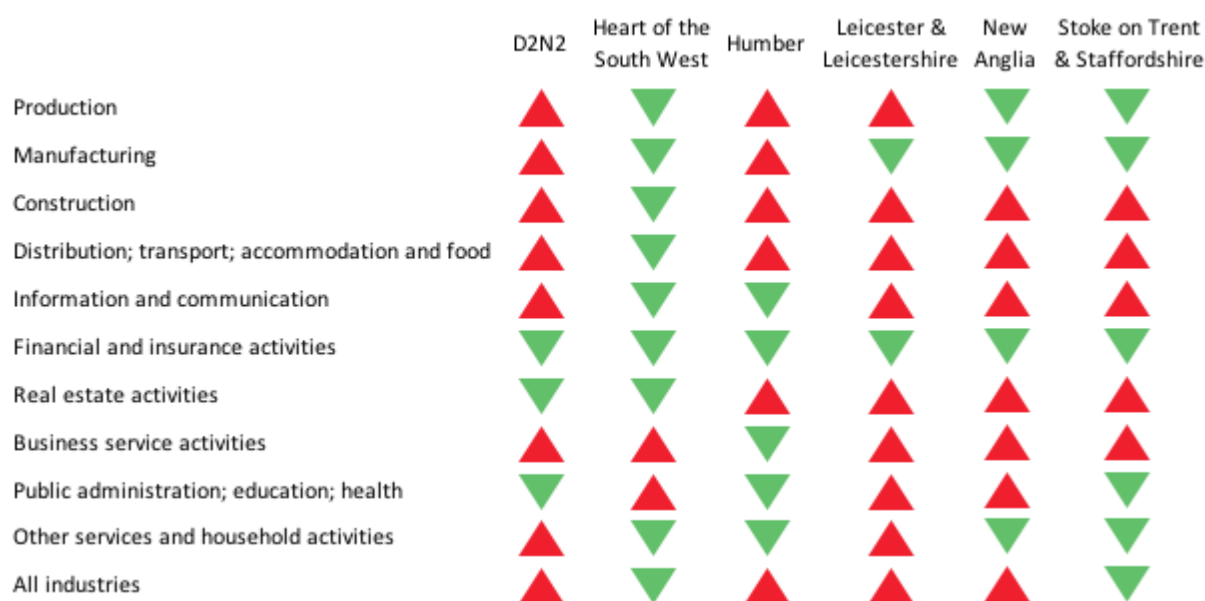 D2N2
Heart of the
South West
Humber
Leicester &
Leicestershire
New
Anglia
Stoke on Trent
& Staffordshire
Production
Manufacturing
Construction
Distribution; transport; accommodation and food
Information and communication
Financial and insurance activities
Real estate activities
Business service activities
Public administration; education; health
Other services and household activities
All industries